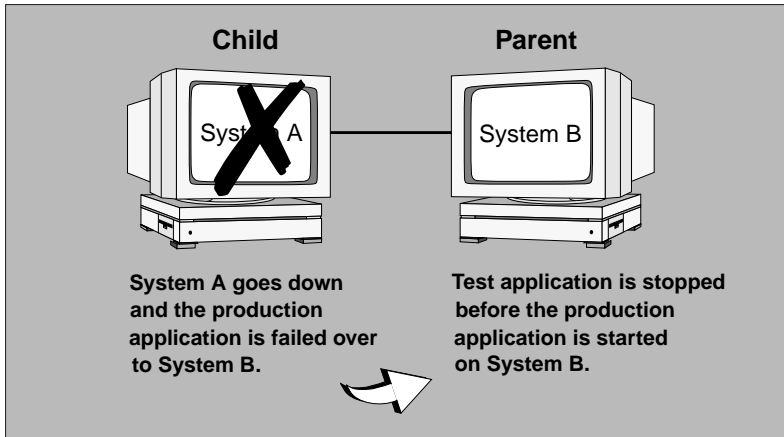 Child
Parent
System A
System B
System A goes down
and the production
application is failed over
to System B.
Test application is stopped
before the production
application is started
on System B.